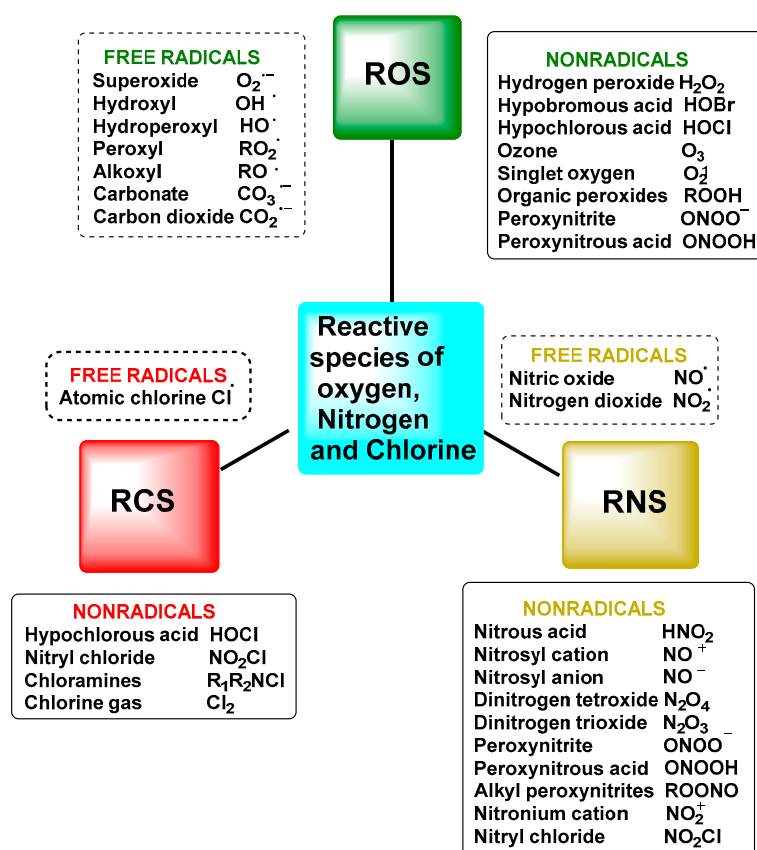 ROS
FREE RADICALS
Superoxide O₂·−
Hydroxyl OH·
Hydroperoxyl HO·
Peroxyl RO₂·
Alkoxyl RO·
Carbonate CO₃·−
Carbon dioxide CO₂·−
NONRADICALS
Hydrogen peroxide H₂O₂
Hypobromous acid HOBr
Hypochlorous acid HOCl
Ozone O₃
Singlet oxygen O₂¹
Organic peroxides ROOH
Peroxynitrite ONOO⁻
Peroxynitrous acid ONOOH
Reactive
species of
oxygen,
Nitrogen
and Chlorine
FREE RADICALS
Atomic chlorine Cl·
RCS
NONRADICALS
Hypochlorous acid HOCl
Nitryl chloride NO₂Cl
Chloramines R₁R₂NCl
Chlorine gas Cl₂
FREE RADICALS
Nitric oxide NO·
Nitrogen dioxide NO₂·
RNS
NONRADICALS
Nitrous acid HNO₂
Nitrosyl cation NO⁺
Nitrosyl anion NO⁻
Dinitrogen tetroxide N₂O₄
Dinitrogen trioxide N₂O₃
Peroxynitrite ONOO⁻
Peroxynitrous acid ONOOH
Alkyl peroxynitrites ROONO
Nitronium cation NO₂⁺
Nitryl chloride NO₂Cl